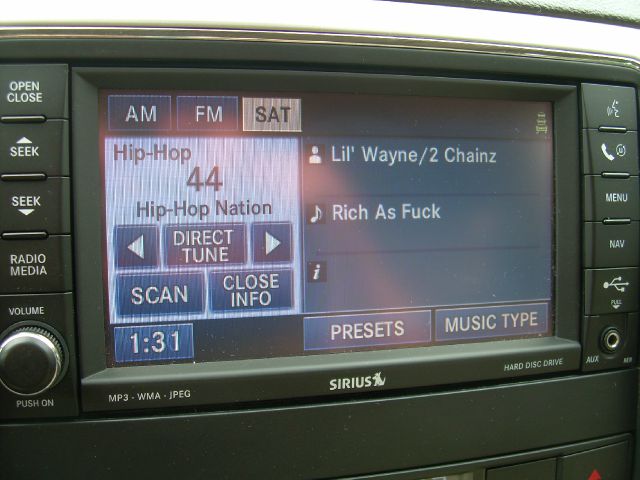 OPEN
CLOSE
SEEK
SEEK
RADIO
MEDIA
VOLUME
PUSH ON
AM
FM
SAT
Hip-Hop
44
Hip-Hop Nation
DIRECT
TUNE
SCAN
CLOSE
INFO
1:31
Lil' Wayne/2 Chainz
Rich As Fuck
i
PRESETS
MUSIC TYPE
MP3 - WMA - JPEG
SIRIUS
HARD DISC DRIVE
MENU
NAV
PULL
AUX